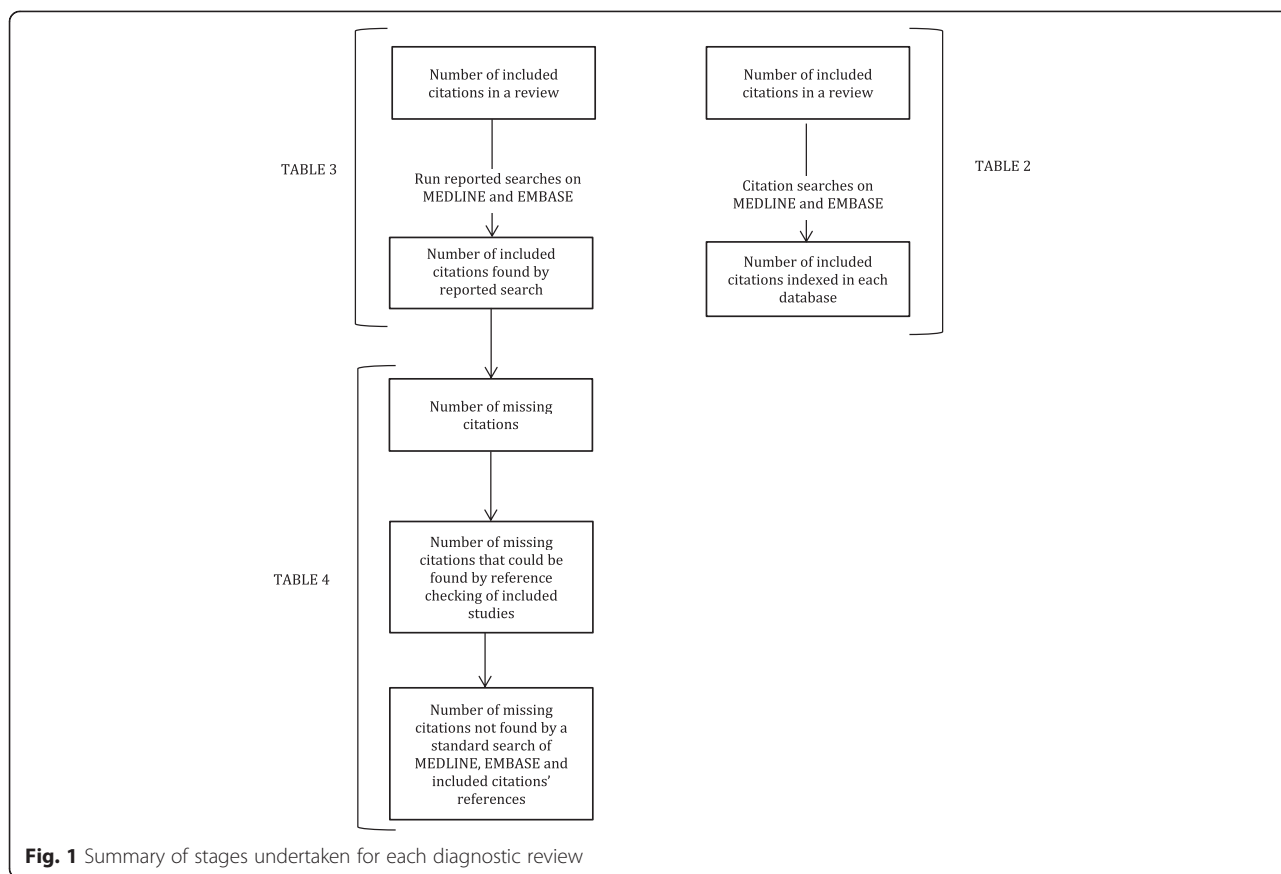 Number of included
citations in a review
Run reported searches on
MEDLINE and EMBASE
Number of included
citations found by
reported search
TABLE 3
Number of included
citations in a review
Citation searches on
MEDLINE and EMBASE
Number of included
citations indexed in each
database
TABLE 2
Number of missing
citations
Number of missing
citations that could be
found by reference
checking of included
studies
Number of missing
citations not found by a
standard search of
MEDLINE, EMBASE and
included citations'
references
TABLE 4
Fig. 1 Summary of stages undertaken for each diagnostic review